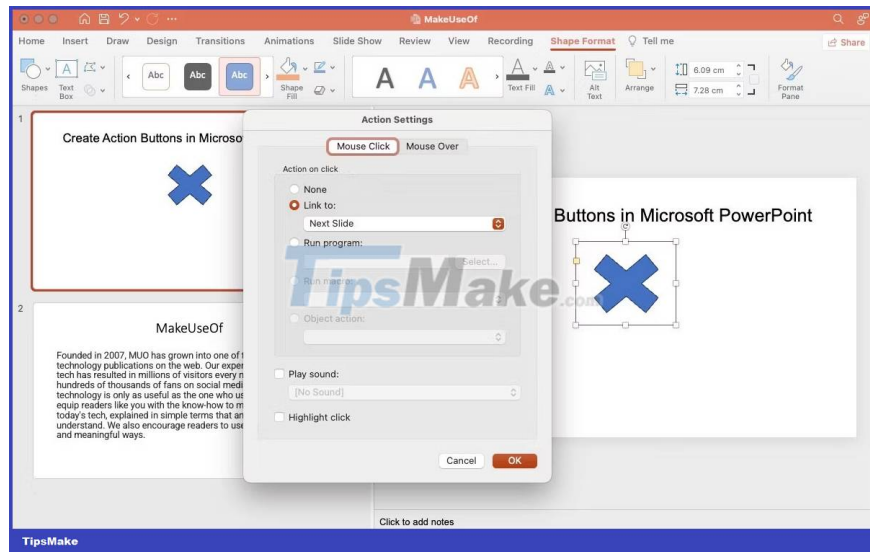 MakeUseOf
Home Insert Draw Design Transitions Animations Slide Show Review View Recording Shape Format Tell me
Share
Shapes
Text Box
A
Abc Abc Abc
Shape Fill
A A A
Text Fill
Alt Text
Arrange
6.09 cm
7.28 cm
Format Pane
1
Create Action Buttons in Microso
2
MakeUseOf
Founded in 2007, MUO has grown into one of t
technology publications on the web. Our exper
tech has resulted in millions of visitors every n
hundreds of thousands of fans on social medi
technology is only as useful as the one who us
equip readers like you with the know-how to m
today's tech, explained in simple terms that an
understand. We also encourage readers to use
and meaningful ways.
Action Settings
Mouse Click Mouse Over
Action on click
None
Link to:
Next Slide
Run program:
Select...
Run macro:
Object action:
Play sound:
[No Sound]
Highlight click
Cancel OK
Buttons in Microsoft PowerPoint
TipsMake.com
Click to add notes
TipsMake